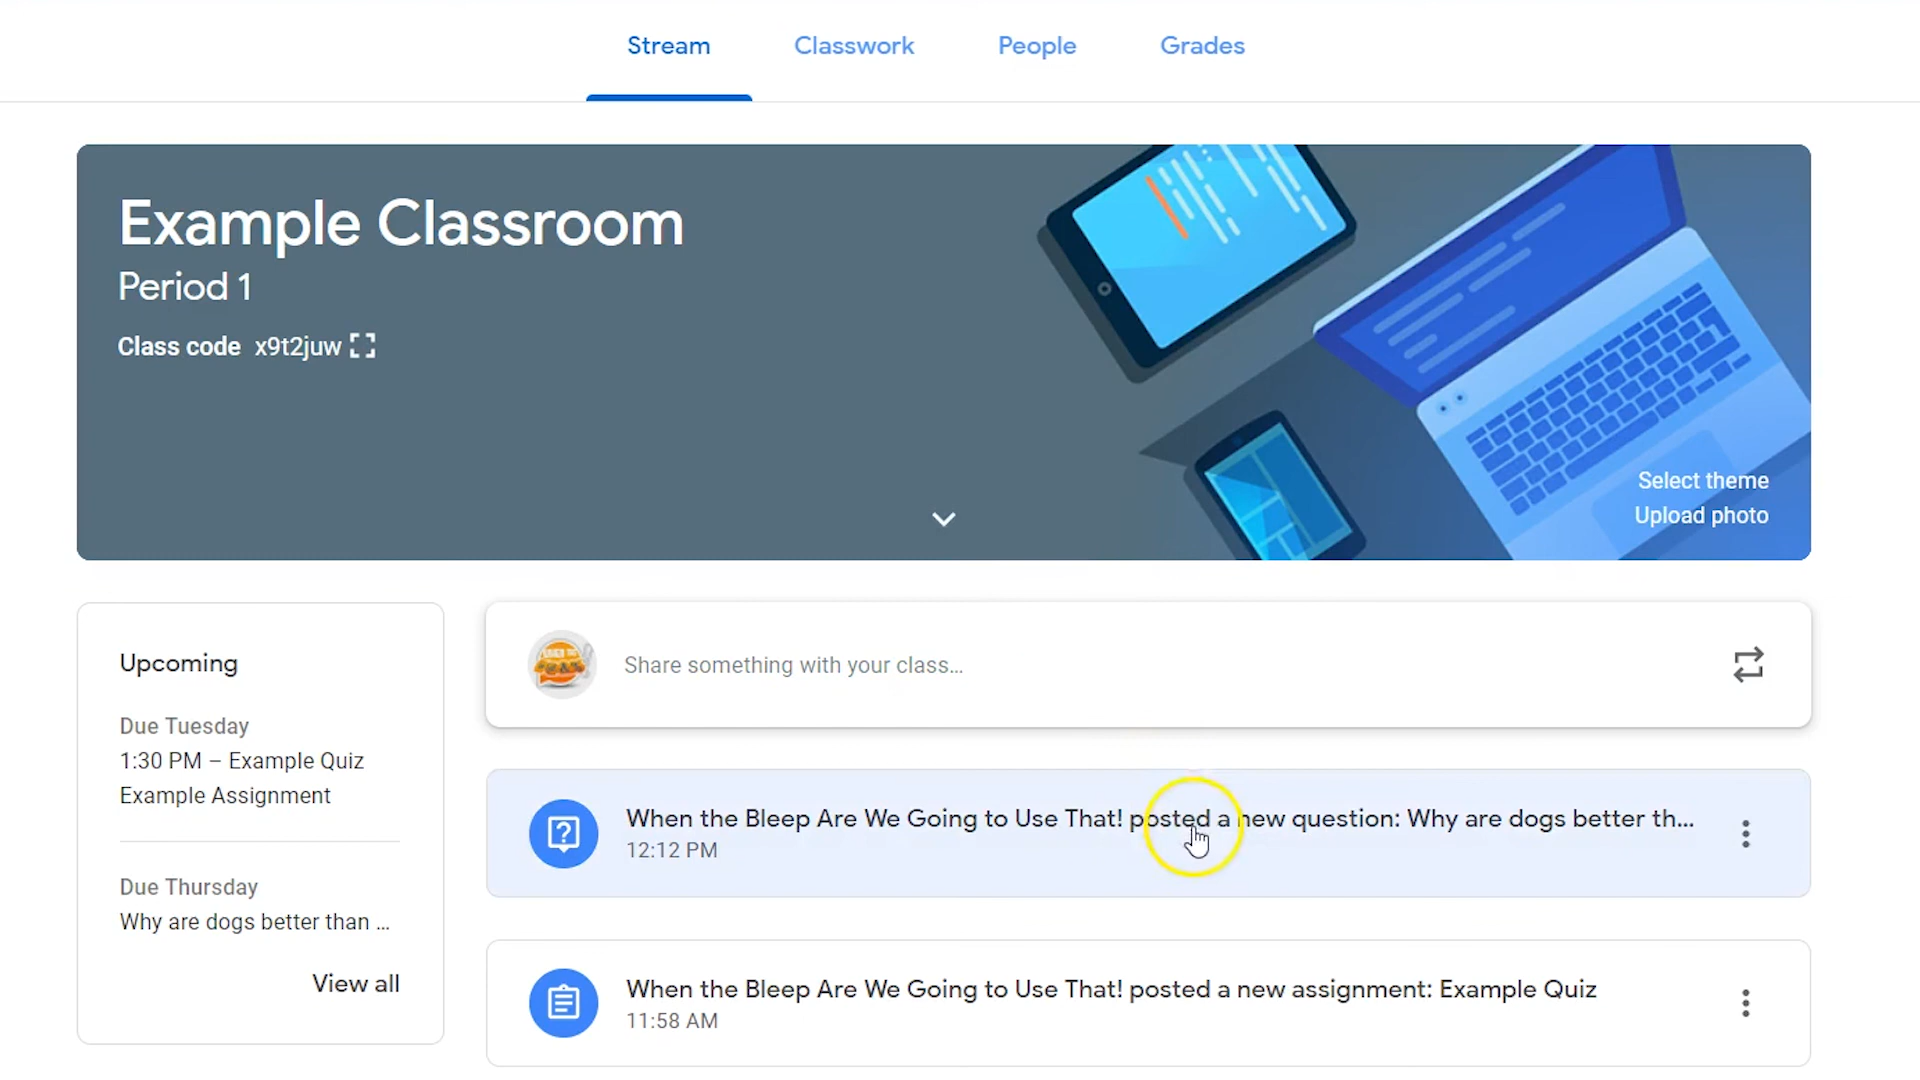 Stream Classwork People Grades
Example Classroom
Period 1
Class code x9t2juw
Select theme
Upload photo
Upcoming
Due Tuesday
1:30 PM – Example Quiz
Example Assignment
Due Thursday
Why are dogs better than ...
View all
Share something with your class...
When the Bleep Are We Going to Use That! posted a new question: Why are dogs better th...
12:12 PM
When the Bleep Are We Going to Use That! posted a new assignment: Example Quiz
11:58 AM